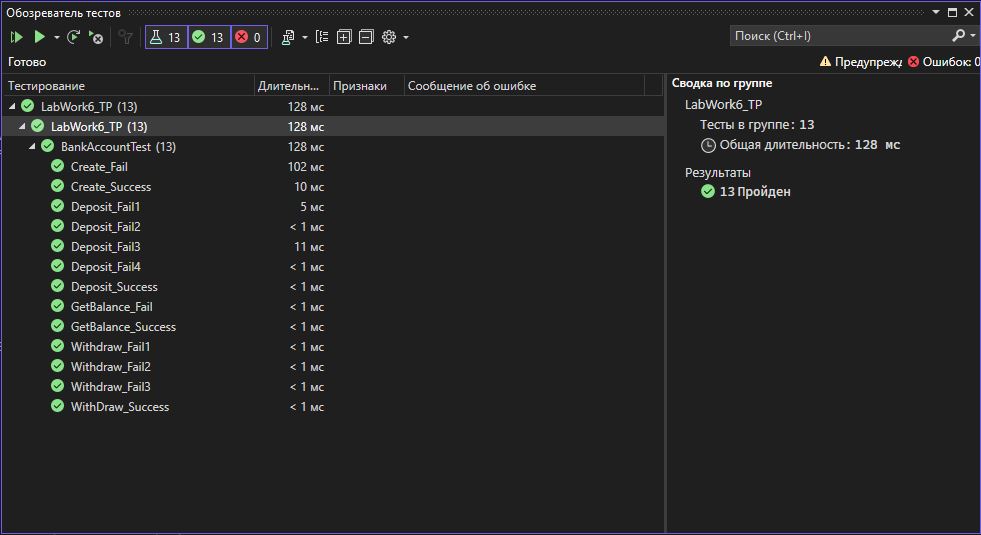 Обозреватель тестов
13 13 0
Поиск (Ctrl+I)
Готово
Предупрежд Ошибок: 0
Тестирование Длительн... Признаки Сообщение об ошибке
LabWork6_TP (13) 128 мс
LabWork6_TP (13) 128 мс
BankAccountTest (13) 128 мс
Create_Fail 102 мс
Create_Success 10 мс
Deposit_Fail1 5 мс
Deposit_Fail2 < 1 мс
Deposit_Fail3 11 мс
Deposit_Fail4 < 1 мс
Deposit_Success < 1 мс
GetBalance_Fail < 1 мс
GetBalance_Success < 1 мс
Withdraw_Fail1 < 1 мс
Withdraw_Fail2 < 1 мс
Withdraw_Fail3 < 1 мс
WithDraw_Success < 1 мс
Сводка по группе
LabWork6_TP
Тесты в группе: 13
Общая длительность: 128 мс
Результаты
13 Пройден